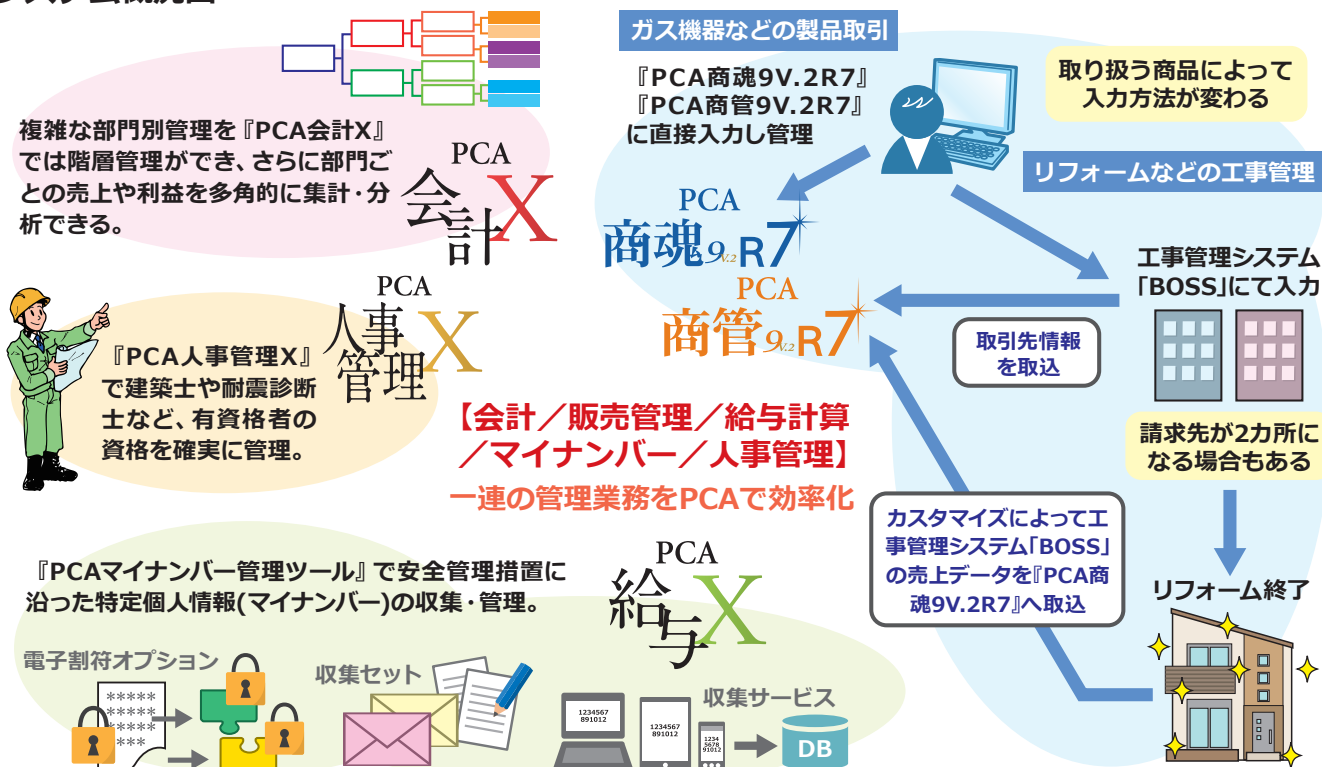 複雑な部門別管理を『PCA会計X』
では階層管理ができ、さらに部門ご
との売上や利益を多角的に集計・分
析できる。
PCA
会計X
『PCA人事管理X』
で建築士や耐震診断
士など、有資格者の
資格を確実に管理。
PCA
人事
管理X
ガス機器などの製品取引
『PCA商魂9V.2R7』
『PCA商管9V.2R7』
に直接入力し管理
取り扱う商品によって
入力方法が変わる
リフォームなどの工事管理
PCA
商魂9V.2R7
PCA
商管9V.2R7
工事管理システム
「BOSS」にて入力
取引先情報
を取込
請求先が2カ所に
なる場合もある
【会計／販売管理／給与計算
／マイナンバー／人事管理】
一連の管理業務をPCAで効率化
カスタマイズによって工
事管理システム「BOSS」
の売上データを『PCA商
魂9V.2R7』へ取込
リフォーム終了
『PCAマイナンバー管理ツール』で安全管理措置に
沿った特定個人情報(マイナンバー)の収集・管理。
PCA
給与X
電子割符オプション
*****
*****
*****
***
収集セット
収集サービス
1234567
891012
1234567
891012
1234
5678
91012
DB